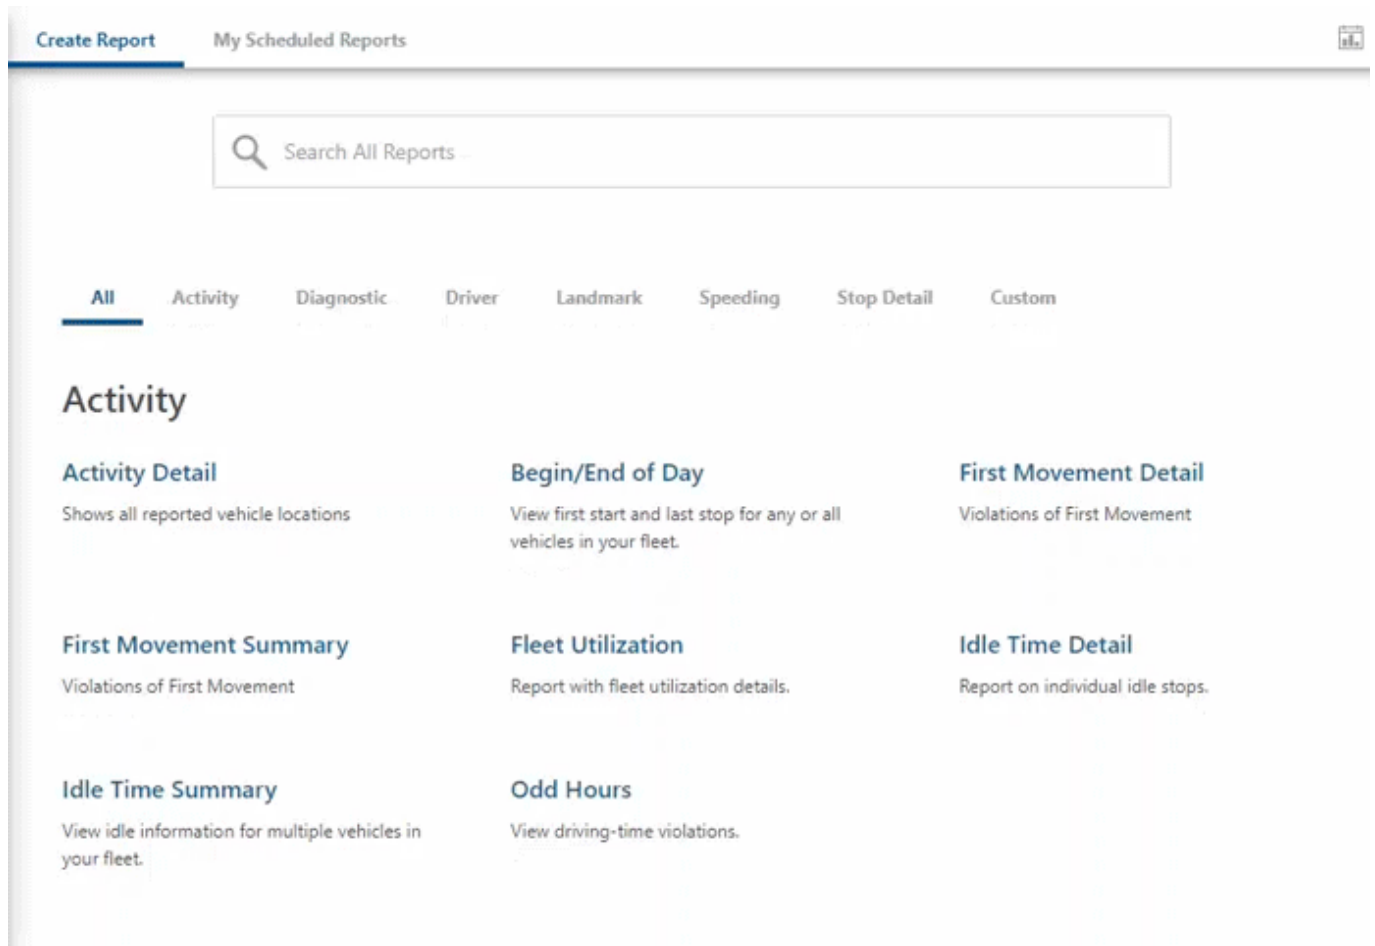 Create Report
My Scheduled Reports
Search All Reports
All
Activity
Diagnostic
Driver
Landmark
Speeding
Stop Detail
Custom
Activity
Activity Detail
Shows all reported vehicle locations
Begin/End of Day
View first start and last stop for any or all
vehicles in your fleet.
First Movement Detail
Violations of First Movement
First Movement Summary
Violations of First Movement
Fleet Utilization
Report with fleet utilization details.
Idle Time Detail
Report on individual idle stops.
Idle Time Summary
View idle information for multiple vehicles in
your fleet.
Odd Hours
View driving-time violations.